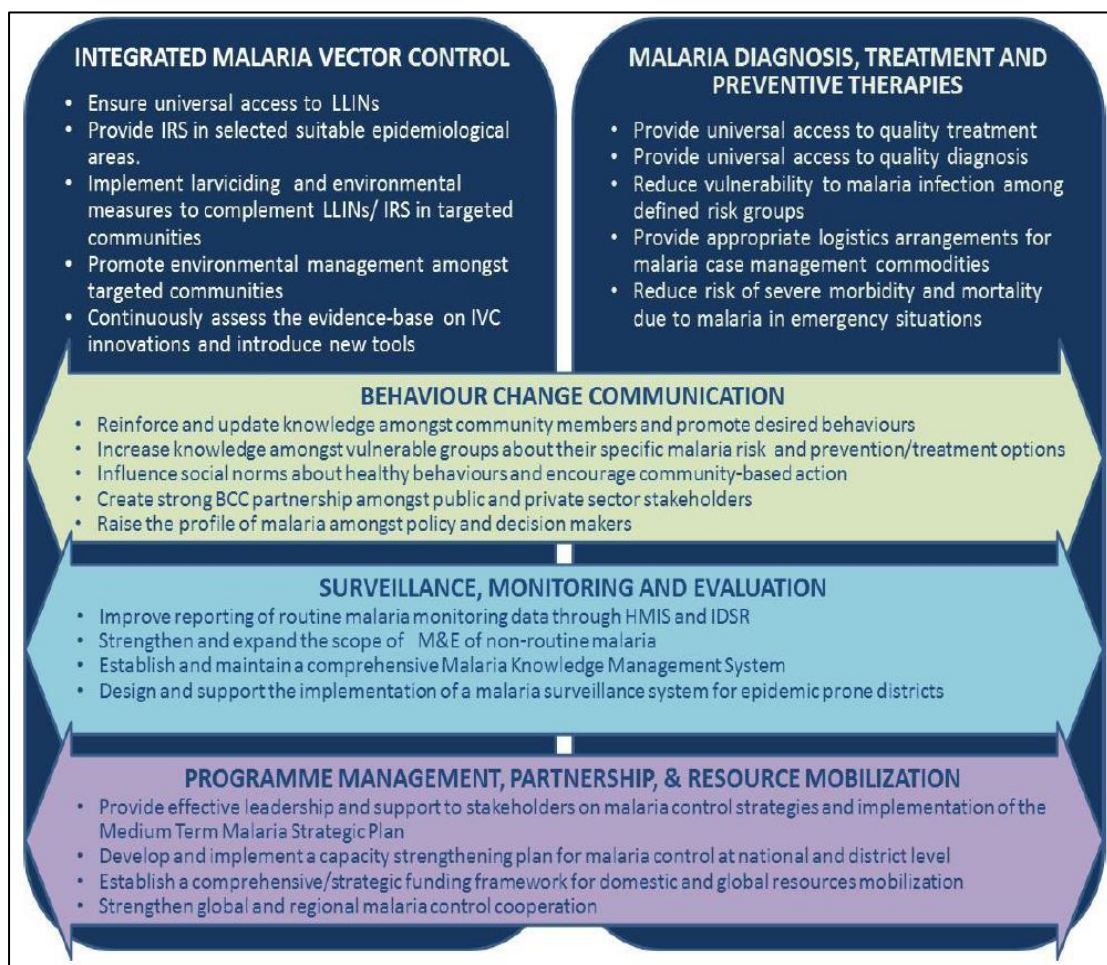 INTEGRATED MALARIA VECTOR CONTROL
• Ensure universal access to LLINs
• Provide IRS in selected suitable epidemiological
areas.
• Implement larviciding and environmental
measures to complement LLINs/ IRS in targeted
communities
• Promote environmental management amongst
targeted communities
• Continuously assess the evidence-base on IVC
innovations and introduce new tools
MALARIA DIAGNOSIS, TREATMENT AND
PREVENTIVE THERAPIES
• Provide universal access to quality treatment
• Provide universal access to quality diagnosis
• Reduce vulnerability to malaria infection among
defined risk groups
• Provide appropriate logistics arrangements for
malaria case management commodities
• Reduce risk of severe morbidity and mortality
due to malaria in emergency situations
BEHAVIOUR CHANGE COMMUNICATION
• Reinforce and update knowledge amongst community members and promote desired behaviours
• Increase knowledge amongst vulnerable groups about their specific malaria risk and prevention/treatment options
• Influence social norms about healthy behaviours and encourage community-based action
• Create strong BCC partnership amongst public and private sector stakeholders
• Raise the profile of malaria amongst policy and decision makers
SURVEILLANCE, MONITORING AND EVALUATION
• Improve reporting of routine malaria monitoring data through HMIS and IDSR
• Strengthen and expand the scope of M&E of non-routine malaria
• Establish and maintain a comprehensive Malaria Knowledge Management System
• Design and support the implementation of a malaria surveillance system for epidemic prone districts
PROGRAMME MANAGEMENT, PARTNERSHIP, & RESOURCE MOBILIZATION
• Provide effective leadership and support to stakeholders on malaria control strategies and implementation of the
Medium Term Malaria Strategic Plan
• Develop and implement a capacity strengthening plan for malaria control at national and district level
• Establish a comprehensive/strategic funding framework for domestic and global resources mobilization
• Strengthen global and regional malaria control cooperation